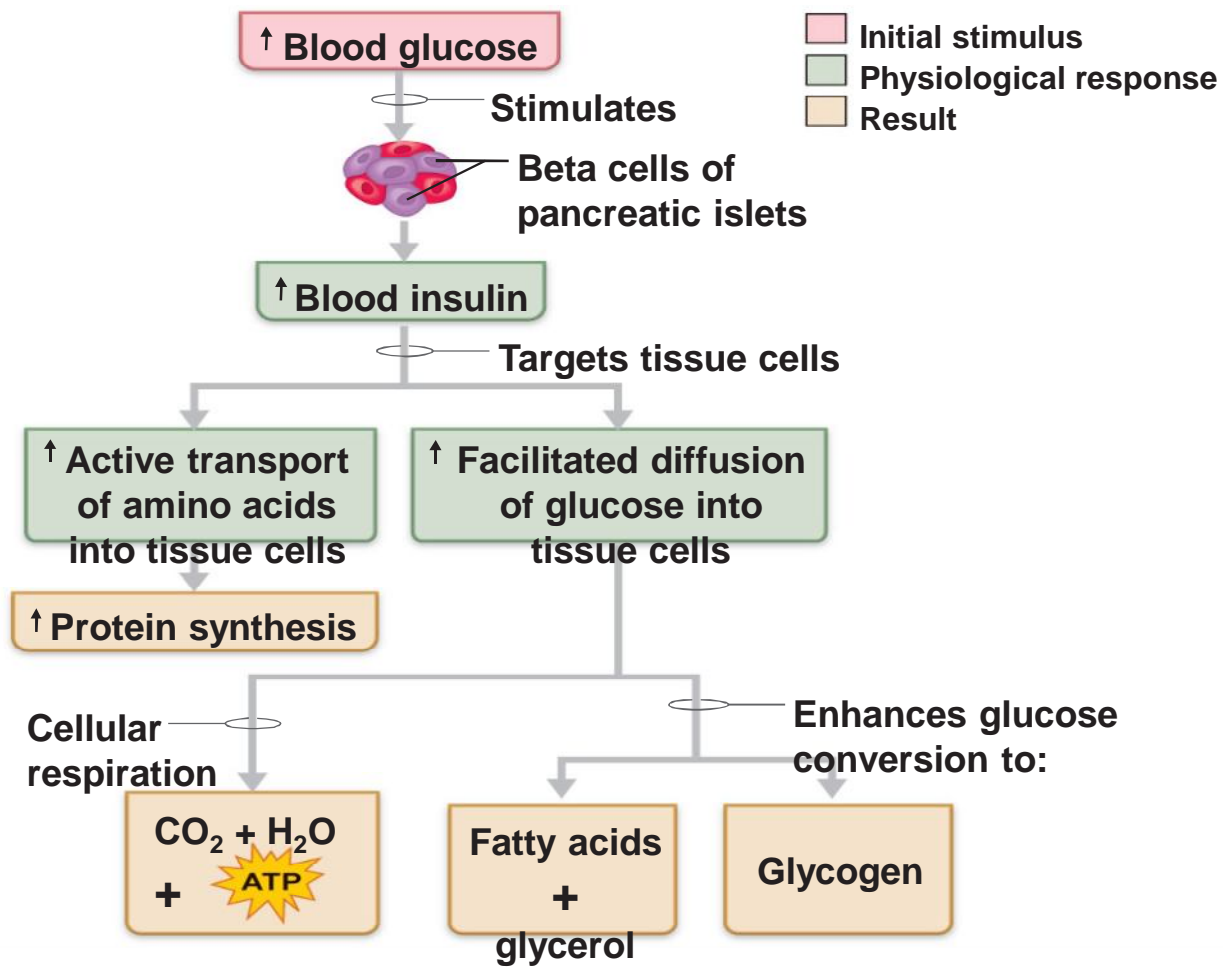 ↑ Blood glucose
Initial stimulus
Physiological response
Result
Stimulates
Beta cells of
pancreatic islets
↑ Blood insulin
Targets tissue cells
↑ Active transport
of amino acids
into tissue cells
↑ Facilitated diffusion
of glucose into
tissue cells
↑ Protein synthesis
Cellular
respiration
Enhances glucose
conversion to:
CO₂ + H₂O
+ ATP
Fatty acids
+
glycerol
Glycogen